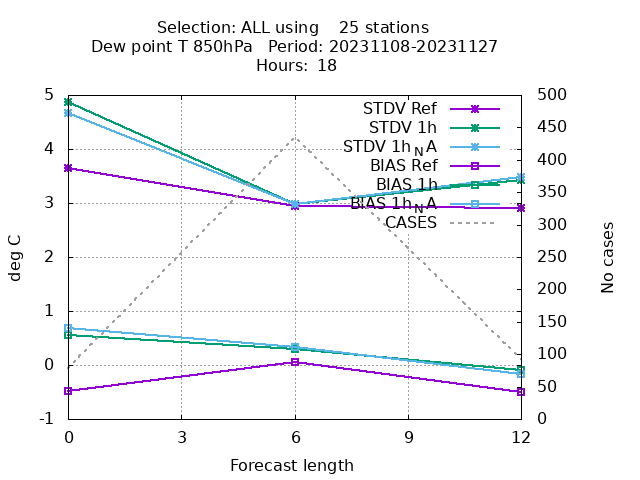 Selection: ALL using    25 stations
Dew point T 850hPa   Period: 20231108-20231127
Hours: 18
STDV Ref
STDV 1h
STDV 1h_NA
BIAS Ref
BIAS 1h
BIAS 1h_NA
CASES
5
4
3
2
1
0
-1
500
450
400
350
300
250
200
150
100
50
0
deg C
No cases
0 3 6 9 12
Forecast length